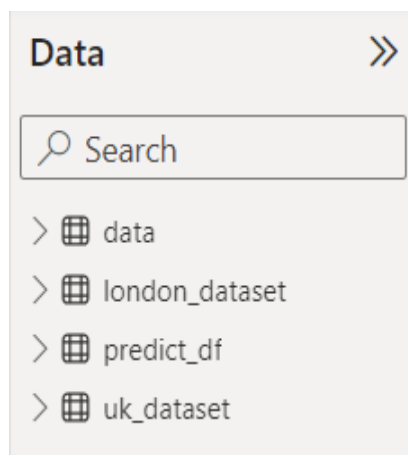 Data
Search
data
london_dataset
predict_df
uk_dataset